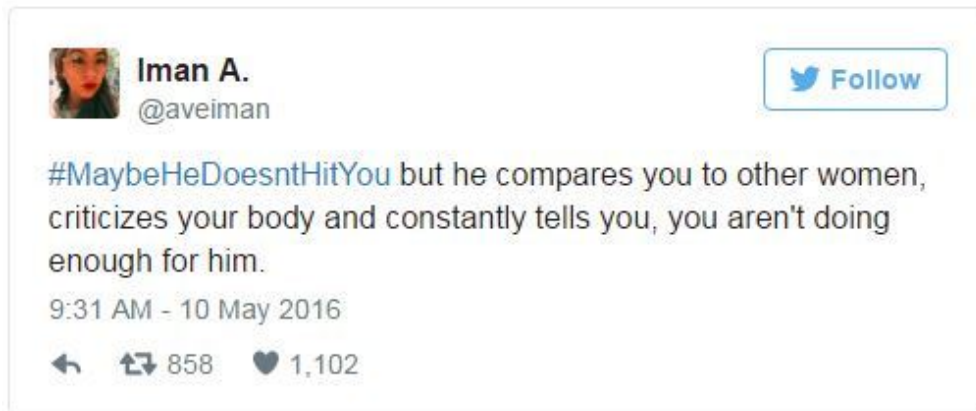 Iman A.
Follow
@aveiman
#MaybeHeDoesntHitYou but he compares you to other women,
criticizes your body and constantly tells you, you aren't doing
enough for him.
9:31 AM - 10 May 2016
858 1,102